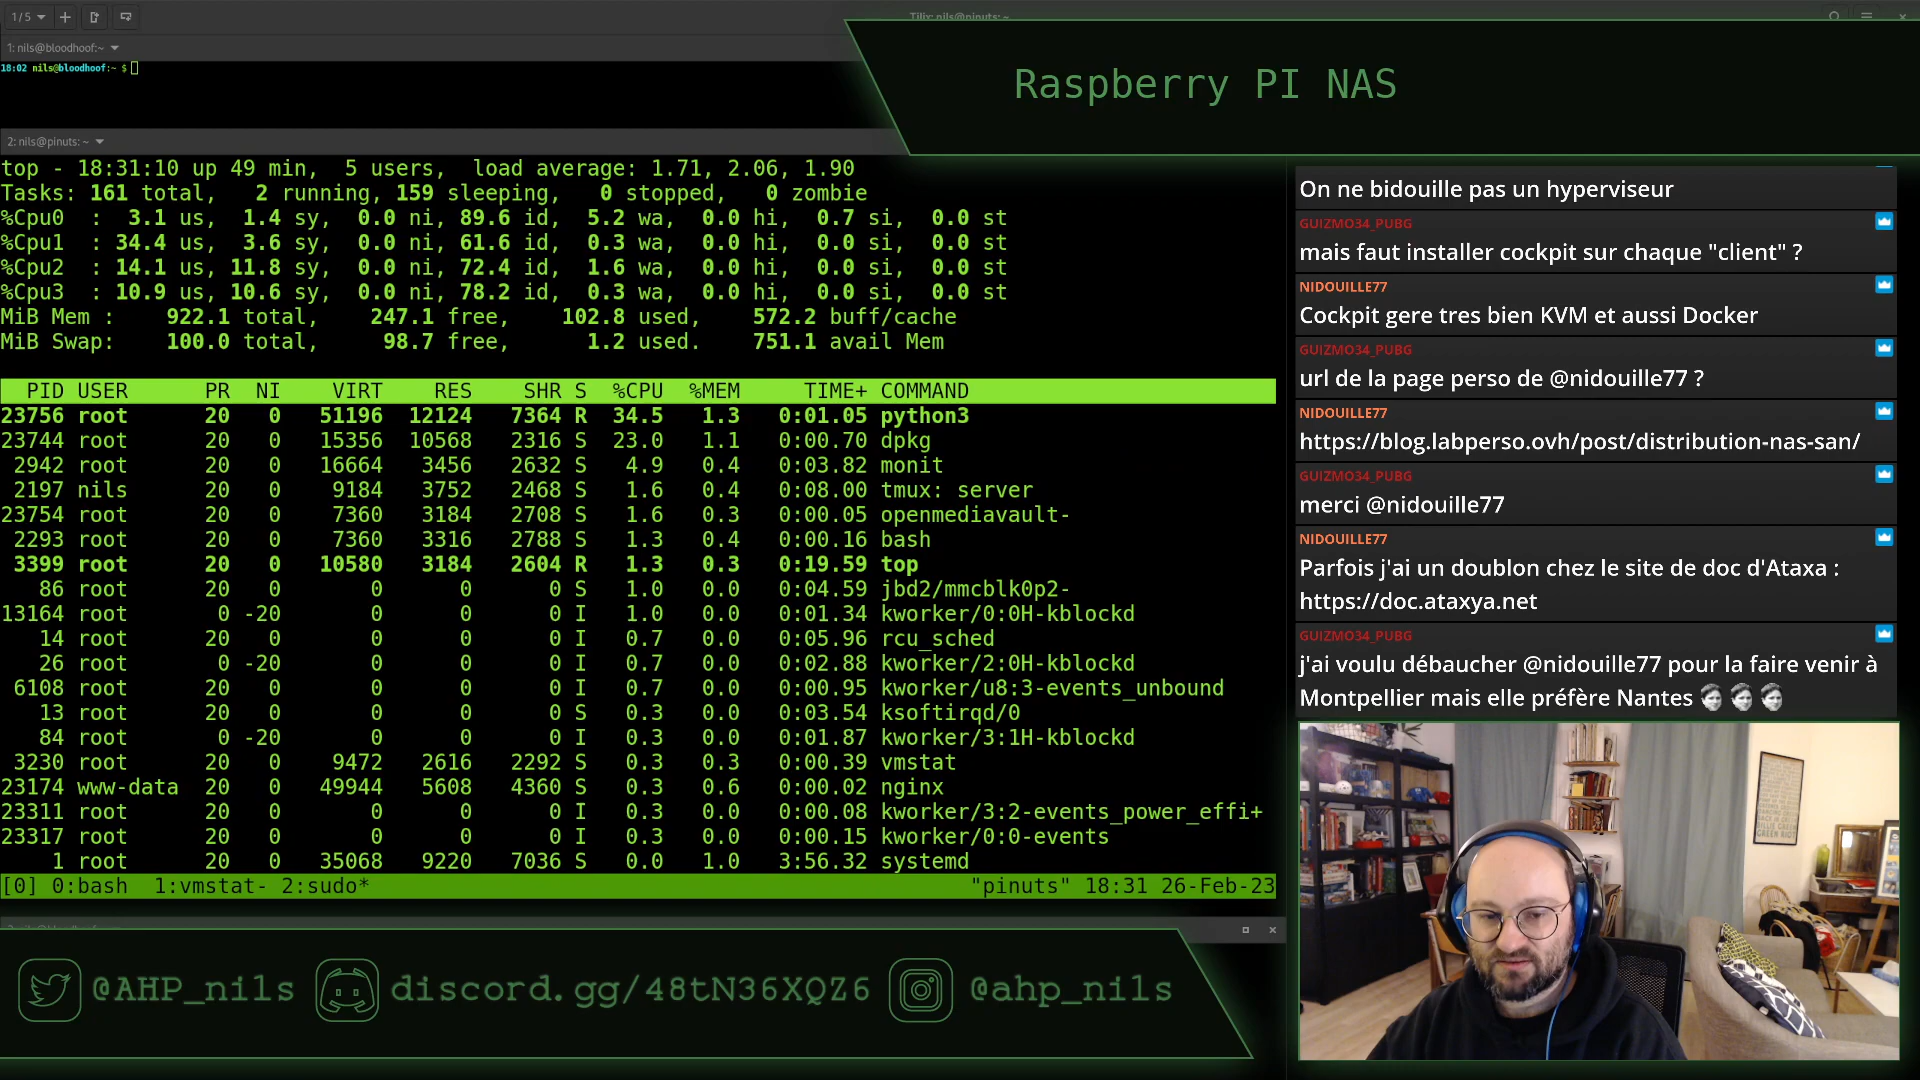 1/5
Tilix: nils@pinuts: ~
1: nils@bloodhoof:~
18:02 nils@bloodhoof:~ $
Raspberry PI NAS
2: nils@pinuts: ~
top - 18:31:10 up 49 min,  5 users,  load average: 1.71, 2.06, 1.90
Tasks: 161 total,   2 running, 159 sleeping,   0 stopped,   0 zombie
%Cpu0  :  3.1 us,  1.4 sy,  0.0 ni, 89.6 id,  5.2 wa,  0.0 hi,  0.7 si,  0.0 st
%Cpu1  : 34.4 us,  3.6 sy,  0.0 ni, 61.6 id,  0.3 wa,  0.0 hi,  0.0 si,  0.0 st
%Cpu2  : 14.1 us, 11.8 sy,  0.0 ni, 72.4 id,  1.6 wa,  0.0 hi,  0.0 si,  0.0 st
%Cpu3  : 10.9 us, 10.6 sy,  0.0 ni, 78.2 id,  0.3 wa,  0.0 hi,  0.0 si,  0.0 st
MiB Mem :    922.1 total,    247.1 free,    102.8 used,    572.2 buff/cache
MiB Swap:    100.0 total,     98.7 free,      1.2 used.    751.1 avail Mem
PID USER      PR  NI    VIRT    RES    SHR S  %CPU  %MEM     TIME+ COMMAND
23756 root      20   0   51196  12124   7364 R  34.5   1.3   0:01.05 python3
23744 root      20   0   15356  10568   2316 S  23.0   1.1   0:00.70 dpkg
2942 root      20   0   16664   3456   2632 S   4.9   0.4   0:03.82 monit
2197 nils      20   0    9184   3752   2468 S   1.6   0.4   0:08.00 tmux: server
23754 root      20   0    7360   3184   2708 S   1.6   0.3   0:00.05 openmediavault-
2293 root      20   0    7360   3316   2788 S   1.3   0.4   0:00.16 bash
3399 root      20   0   10580   3184   2604 R   1.3   0.3   0:19.59 top
86 root      20   0       0      0      0 S   1.0   0.0   0:04.59 jbd2/mmcblk0p2-
13164 root       0 -20       0      0      0 I   1.0   0.0   0:01.34 kworker/0:0H-kblockd
14 root      20   0       0      0      0 I   0.7   0.0   0:05.96 rcu_sched
26 root       0 -20       0      0      0 I   0.7   0.0   0:02.88 kworker/2:0H-kblockd
6108 root      20   0       0      0      0 I   0.7   0.0   0:00.95 kworker/u8:3-events_unbound
13 root      20   0       0      0      0 S   0.3   0.0   0:03.54 ksoftirqd/0
84 root       0 -20       0      0      0 I   0.3   0.0   0:01.87 kworker/3:1H-kblockd
3230 root      20   0    9472   2616   2292 S   0.3   0.3   0:00.39 vmstat
23174 www-data  20   0   49944   5608   4360 S   0.3   0.6   0:00.02 nginx
23311 root      20   0       0      0      0 I   0.3   0.0   0:00.08 kworker/3:2-events_power_effi+
23317 root      20   0       0      0      0 I   0.3   0.0   0:00.15 kworker/0:0-events
1 root      20   0   35068   9220   7036 S   0.0   1.0   3:56.32 systemd
[0] 0:bash  1:vmstat- 2:sudo*    "pinuts" 18:31 26-Feb-23
On ne bidouille pas un hyperviseur
GUIZMO34_PUBG
mais faut installer cockpit sur chaque "client" ?
NIDOUILLE77
Cockpit gere tres bien KVM et aussi Docker
GUIZMO34_PUBG
url de la page perso de @nidouille77 ?
NIDOUILLE77
https://blog.labperso.ovh/post/distribution-nas-san/
GUIZMO34_PUBG
merci @nidouille77
NIDOUILLE77
Parfois j'ai un doublon chez le site de doc d'Ataxa :
https://doc.ataxya.net
GUIZMO34_PUBG
j'ai voulu débaucher @nidouille77 pour la faire venir à
Montpellier mais elle préfère Nantes
@AHP_nils discord.gg/48tN36XQZ6 @ahp_nils